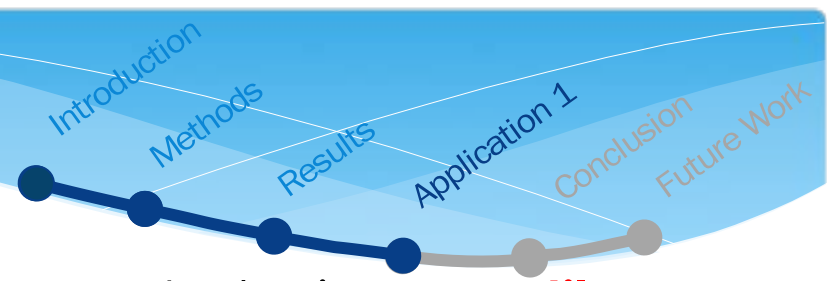 Introduction
Methods
Results
Application 1
Conclusion
Future Work